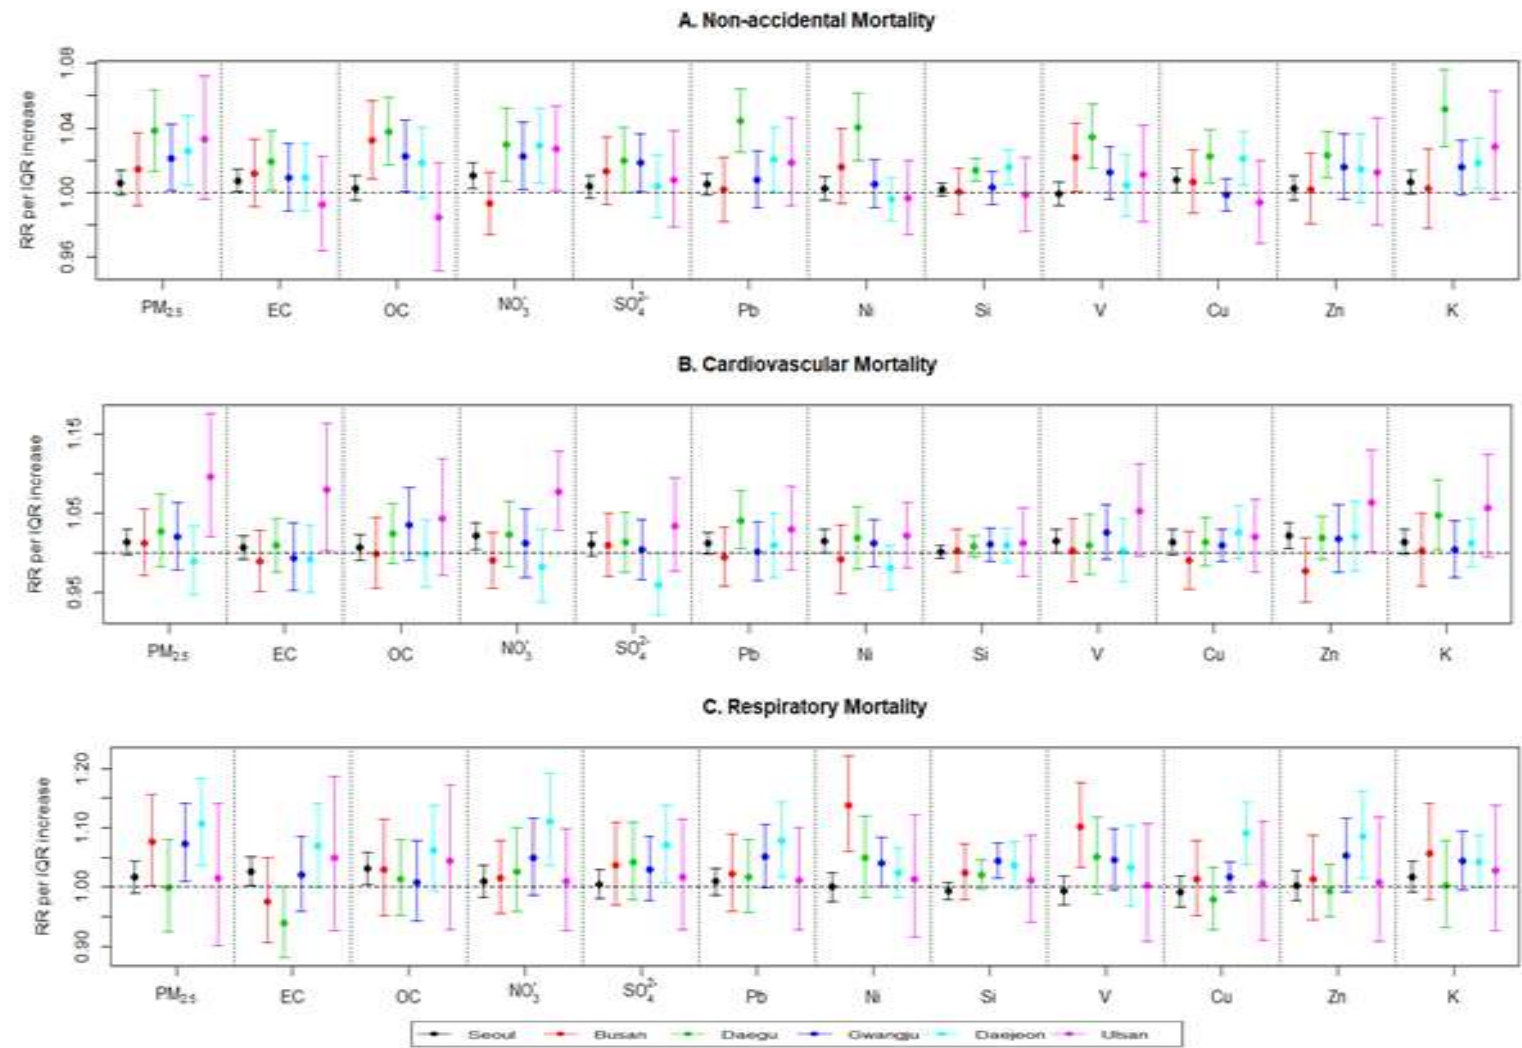 A. Non-accidental Mortality
RR per IQR increase
1.08
1.04
1.00
0.96
PM2.5 EC OC NO3- SO42- Pb Ni Si V Cu Zn K
B. Cardiovascular Mortality
RR per IQR increase
1.15
1.05
0.95
PM2.5 EC OC NO3- SO42- Pb Ni Si V Cu Zn K
C. Respiratory Mortality
RR per IQR increase
1.20
1.10
1.00
0.90
PM2.5 EC OC NO3- SO42- Pb Ni Si V Cu Zn K
Seoul Busan Daegu Gwangju Daejeon Ulsan